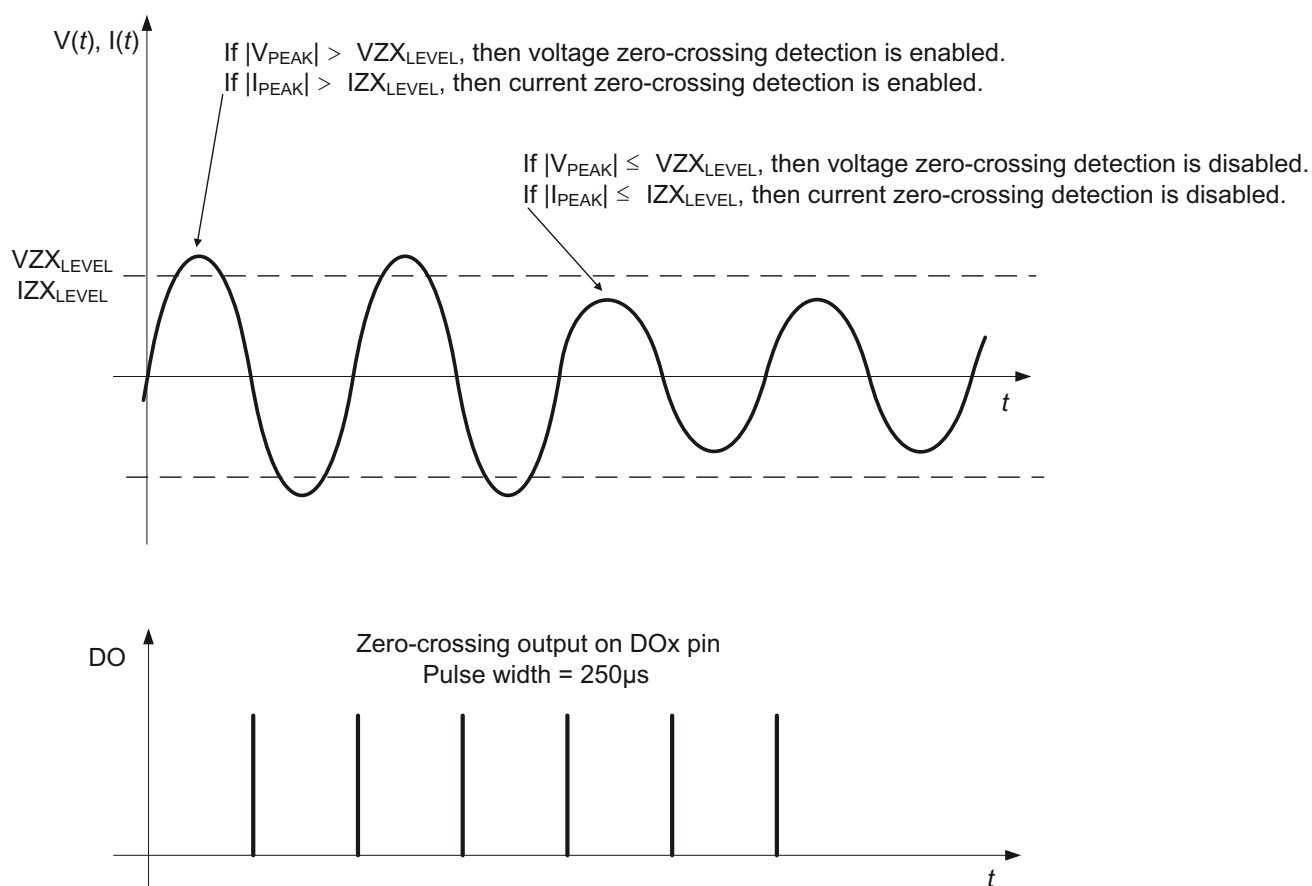 V(t), I(t)
If |VPEAK| > VZXLEVEL, then voltage zero-crossing detection is enabled.
If |IPEAK| > IZXLEVEL, then current zero-crossing detection is enabled.
If |VPEAK| ≤ VZXLEVEL, then voltage zero-crossing detection is disabled.
If |IPEAK| ≤ IZXLEVEL, then current zero-crossing detection is disabled.
VZXLEVEL
IZXLEVEL
t
DO
Zero-crossing output on DOx pin
Pulse width = 250µs
t